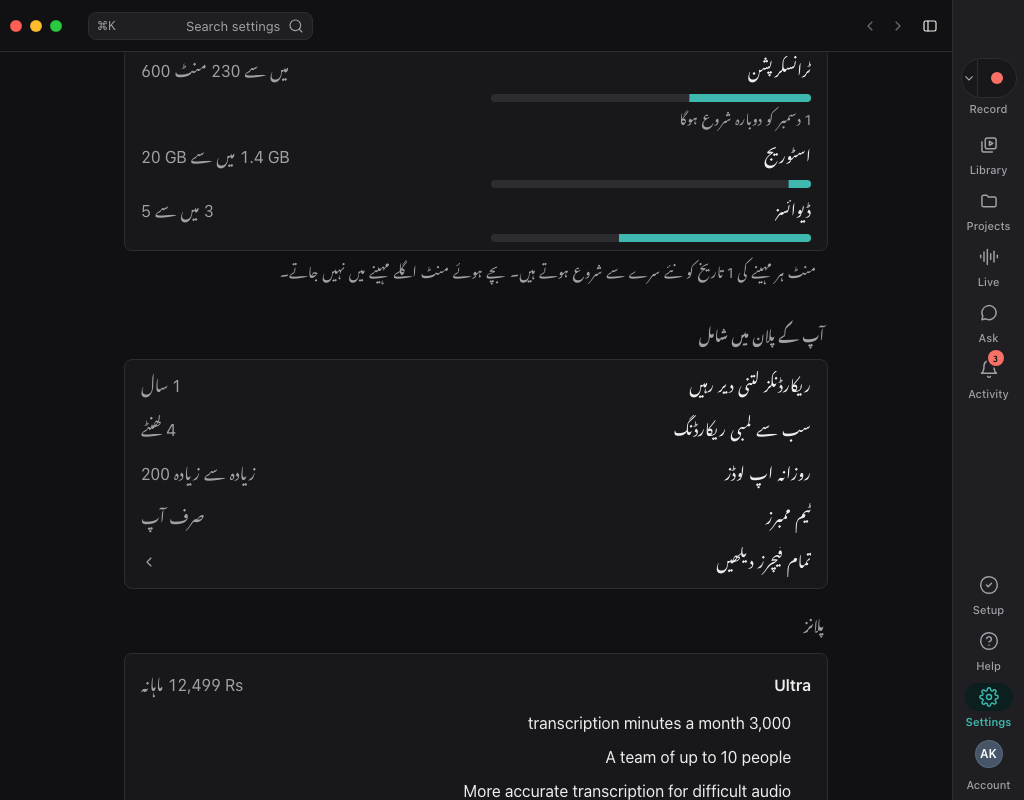 ⌘K
Search settings
ٹرانسکرپشن
600 میں سے 230 منٹ
1 دسمبر کو دوبارہ شروع ہوگا
اسٹوریج
20 GB میں سے 1.4 GB
ڈیوائسز
5 میں سے 3
منٹ ہر مہینے کی 1 تاریخ کو نئے سرے سے شروع ہوتے ہیں۔ بچے ہوئے منٹ اگلے مہینے میں نہیں جاتے۔
آپ کے پلان میں شامل
ریکارڈنگز کتنی دیر رہیں
1 سال
سب سے لمبی ریکارڈنگ
4 گھنٹے
روزانہ اپ لوڈز
زیادہ سے زیادہ 200
ٹیم ممبرز
صرف آپ
تمام فیچرز دیکھیں
پلانز
Ultra
12,499 Rs ماہانہ
transcription minutes a month 3,000
A team of up to 10 people
More accurate transcription for difficult audio
Record
Library
Projects
Live
Ask
3
Activity
Setup
Help
Settings
AK
Account